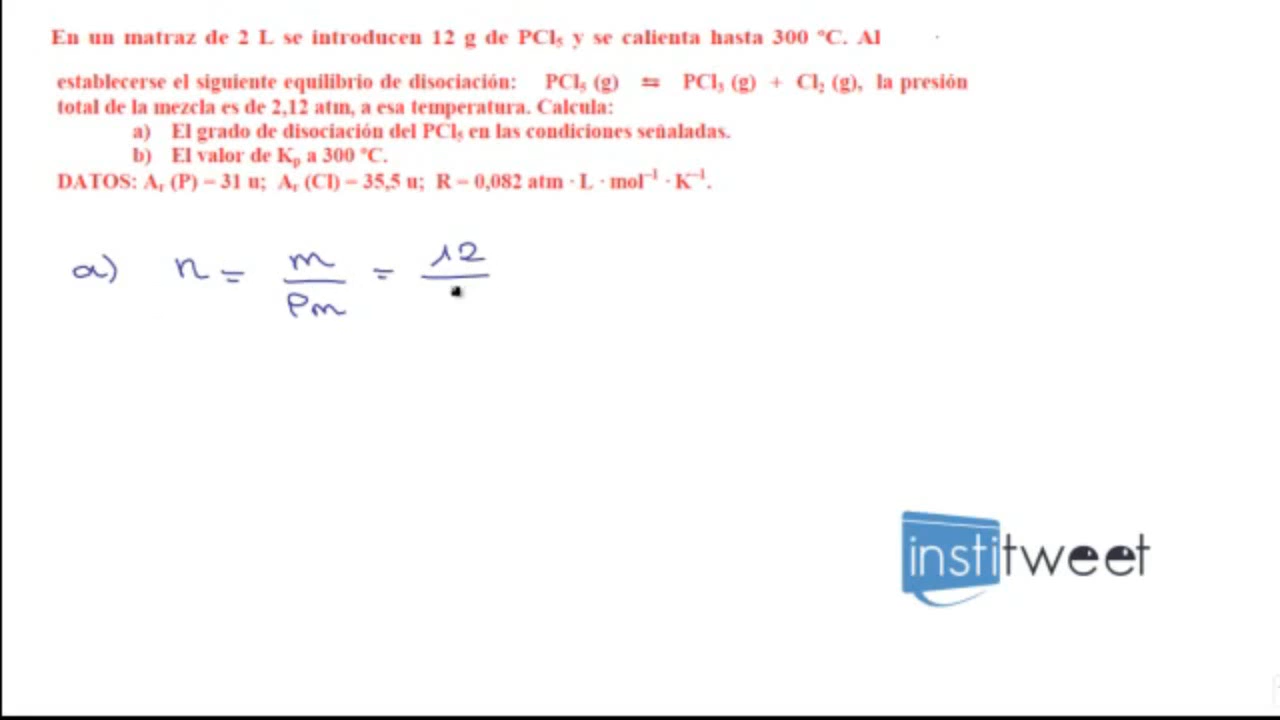 En un matraz de 2 L se introducen 12 g de PCl₅ y se calienta hasta 300 ºC. Al
establecerse el siguiente equilibrio de disociación: PCl₅ (g) ⇆ PCl₃ (g) + Cl₂ (g), la presión
total de la mezcla es de 2,12 atm, a esa temperatura. Calcula:
a) El grado de disociación del PCl₅ en las condiciones señaladas.
b) El valor de Kₚ a 300 ºC.
DATOS: Aᵣ (P) = 31 u; Aᵣ (Cl) = 35,5 u; R = 0,082 atm · L · mol⁻¹ · K⁻¹.
a) n = m / Pm = 12 /
institweet